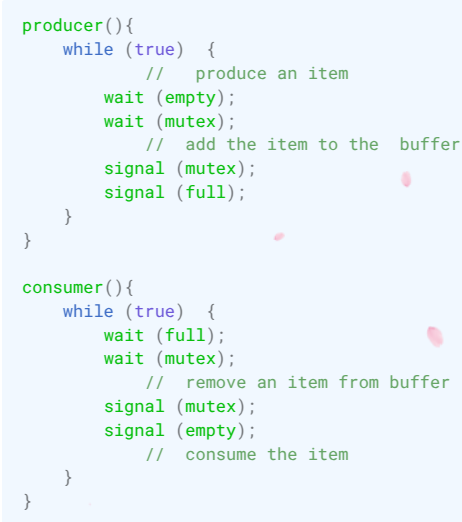 producer(){
    while (true)  {
            //   produce an item
        wait (empty);
        wait (mutex);
            //  add the item to the  buffer
        signal (mutex);
        signal (full);
    }
}
consumer(){
    while (true)  {
        wait (full);
        wait (mutex);
            //  remove an item from buffer
        signal (mutex);
        signal (empty);
            //  consume the item
    }
}